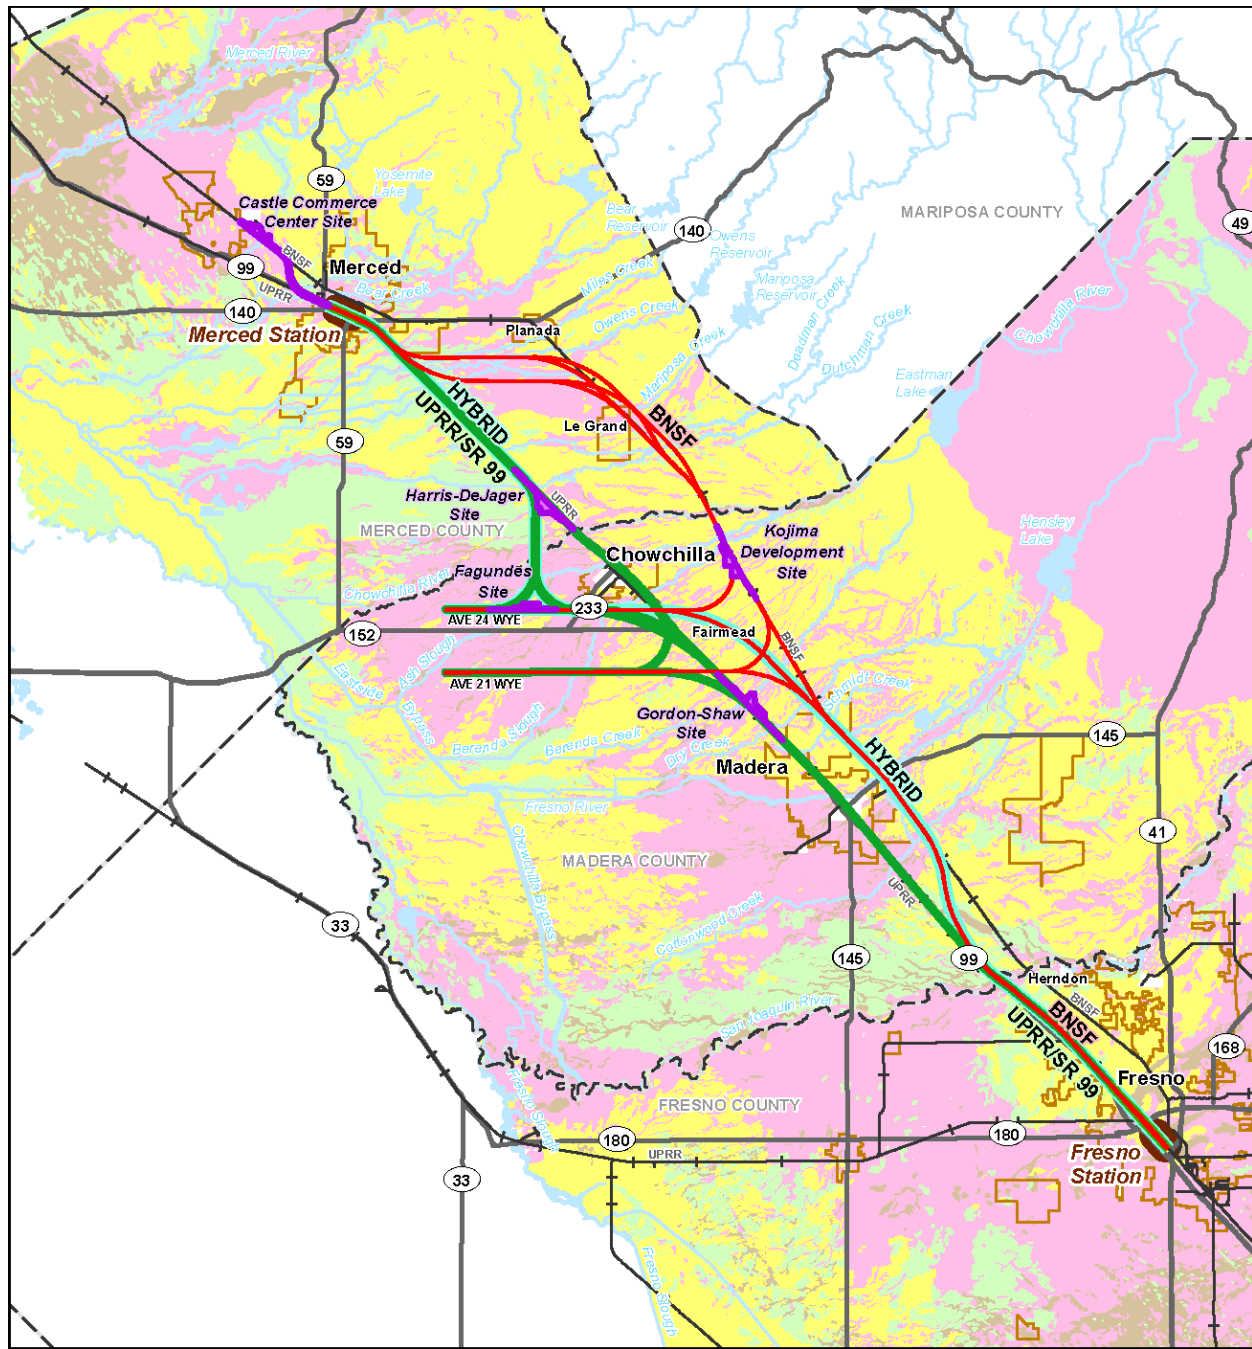 Merced River
59
Yosemite
Lake
Castle Commerce
Center Site
MARIPOSA COUNTY
49
Bear
Reservoir
140
Owens
Reservoir
BNSF
99
Merced
UPRR
Bear Creek
Miles Creek
Mariposa
Reservoir
Chowchilla River
140
Merced Station
Planada
Owens Creek
Deadman Creek
Dutchman Creek
Mariposa Creek
Eastman
Lake
HYBRID
UPRR/SR 99
BNSF
Le Grand
59
Harris-DeJager
Site
UPRR
MERCED COUNTY
Hensley
Lake
Kojima
Development
Site
Chowchilla
Fagundes
Site
Chowchilla River
233
AVE 24 WYE
152
Fairmead
BNSF
Ash Slough
Eastside
Bypass
AVE 21 WYE
Schmidt Creek
Gordon-Shaw
Site
Berenda Slough
Berenda Creek
Dry Creek
145
Madera
HYBRID
Fresno River
41
Chowchilla Bypass
MADERA COUNTY
UPRR
33
Cottonwood Creek
145
99
Herndon
BNSF
San Joaquin River
BNSF
UPRR/SR 99
168
Fresno
Fresno Slough
FRESNO COUNTY
180
180
UPRR
Fresno
Station
33
Fresno Slough